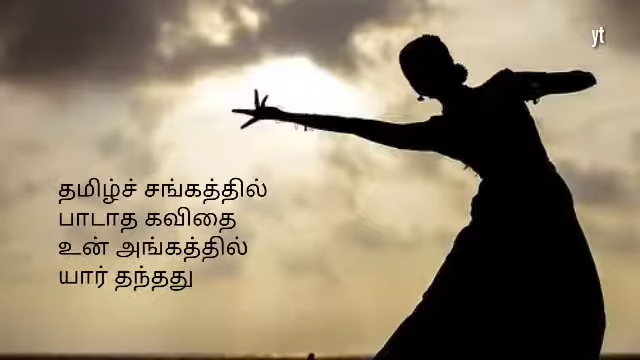 yt
தமிழ்ச் சங்கத்தில்
பாடாத கவிதை
உன் அங்கத்தில்
யார் தந்தது